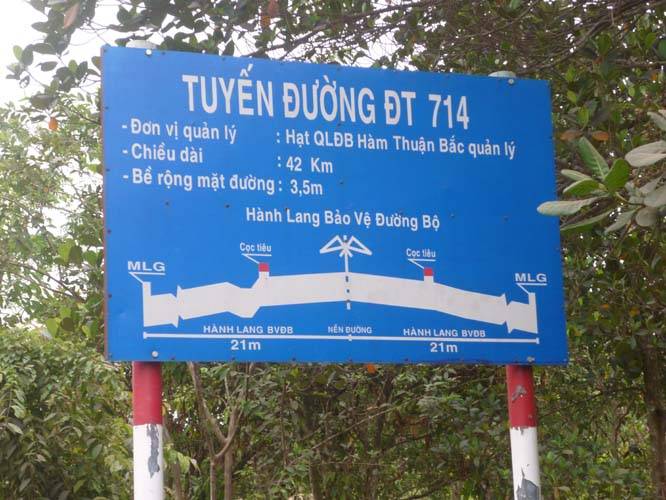 TUYẾN ĐƯỜNG ĐT 714
- Đơn vị quản lý : Hạt QLĐB Hàm Thuận Bắc quản lý
- Chiều dài : 42 Km
- Bề rộng mặt đường : 3,5m
Hành Lang Bảo Vệ Đường Bộ
Cọc tiêu Cọc tiêu
MLG MLG
HÀNH LANG BVĐB NỀN ĐƯỜNG HÀNH LANG BVĐB
21m 21m